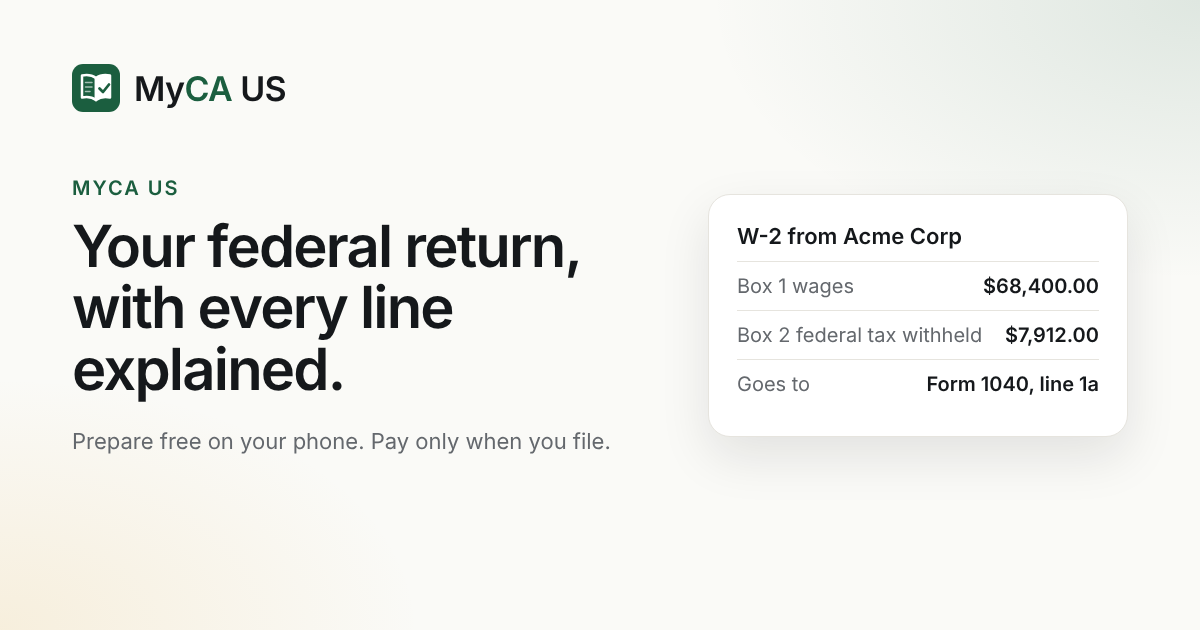 MyCA US
MYCA US
Your federal return,
with every line
explained.
Prepare free on your phone. Pay only when you file.
W-2 from Acme Corp
Box 1 wages $68,400.00
Box 2 federal tax withheld $7,912.00
Goes to Form 1040, line 1a